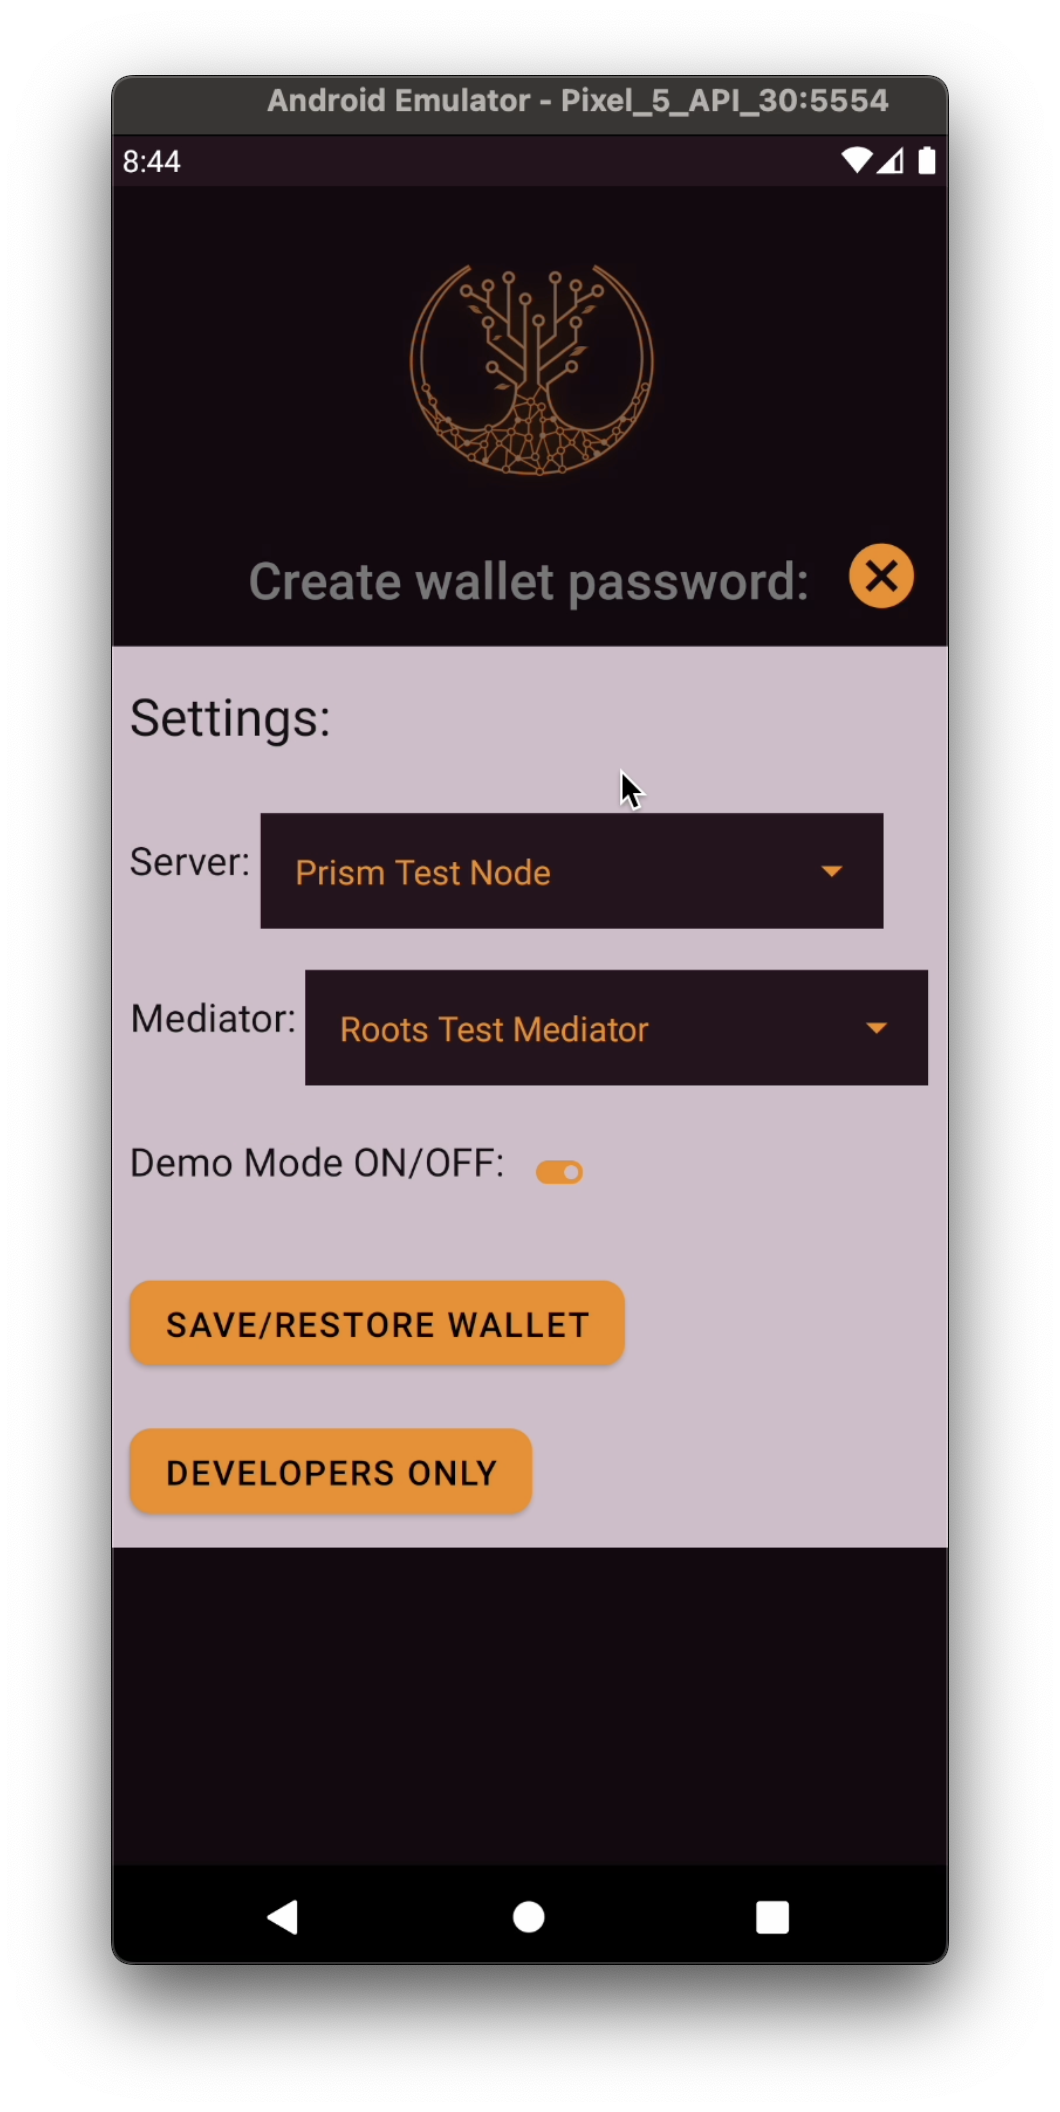 Android Emulator - Pixel_5_API_30:5554
8:44
Create wallet password:
Settings:
Server: Prism Test Node
Mediator: Roots Test Mediator
Demo Mode ON/OFF:
SAVE/RESTORE WALLET
DEVELOPERS ONLY